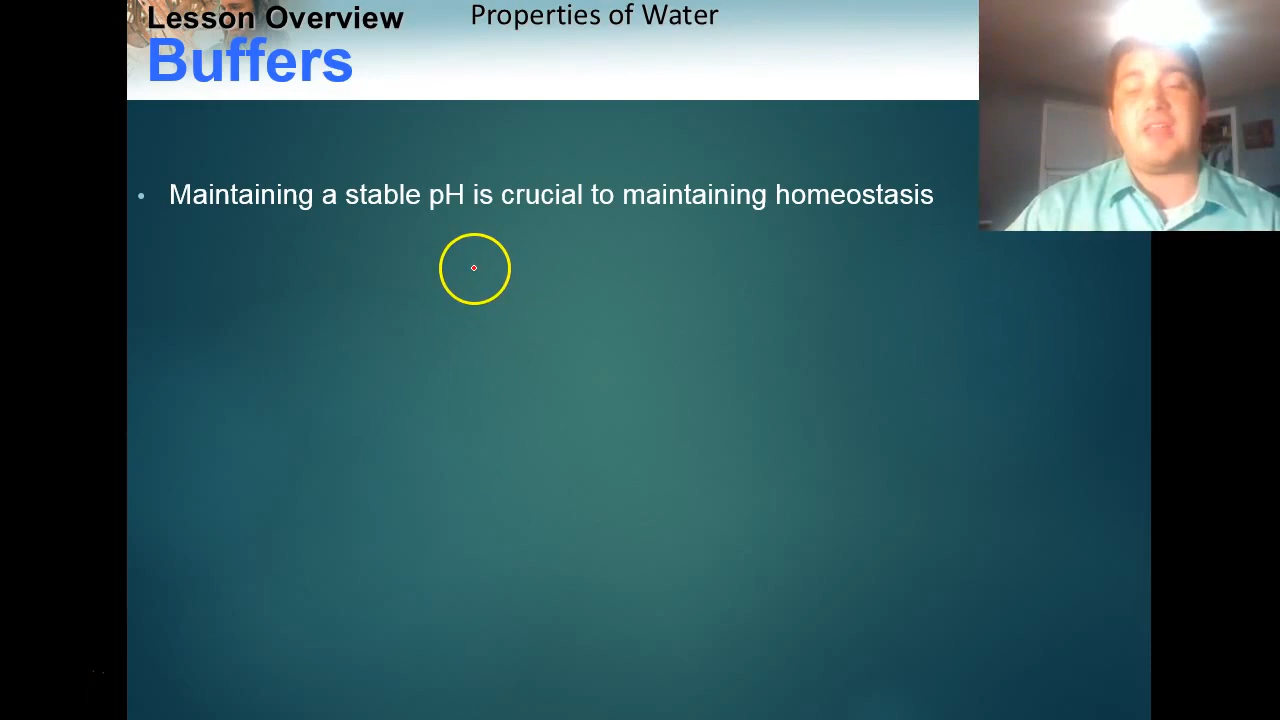 Lesson Overview
Properties of Water
Buffers
• Maintaining a stable pH is crucial to maintaining homeostasis